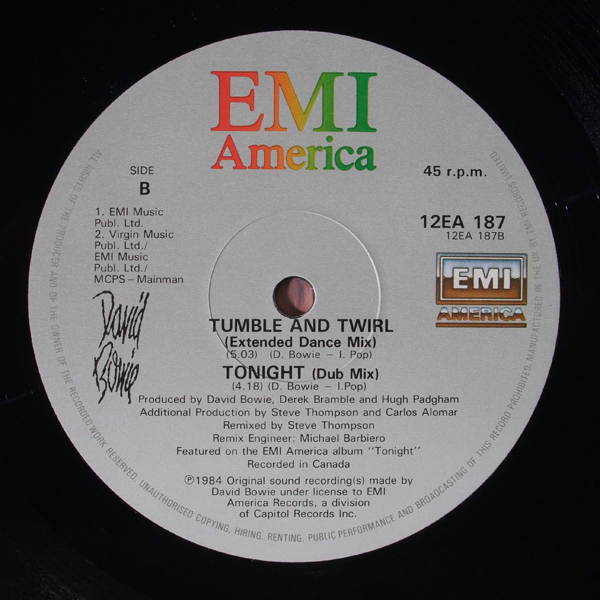 EMI
America
SIDE
B
45 r.p.m.
1. EMI Music
Publ. Ltd.
2. Virgin Music
Publ. Ltd./
EMI Music
Publ. Ltd./
MCPS–Mainman
12EA 187
12EA 187B
EMI
AMERICA
David
Bowie
TUMBLE AND TWIRL
(Extended Dance Mix)
(5.03) (D. Bowie – I. Pop)
TONIGHT (Dub Mix)
(4.18) (D. Bowie – I.Pop)
Produced by David Bowie, Derek Bramble and Hugh Padgham
Additional Production by Steve Thompson and Carlos Alomar
Remixed by Steve Thompson
Remix Engineer: Michael Barbiero
Featured on the EMI America album "Tonight"
Recorded in Canada
℗1984 Original sound recording(s) made by
David Bowie under license to EMI
America Records, a division
of Capitol Records Inc.
ALL RIGHTS OF THE PRODUCER AND OF THE OWNER OF THE RECORDED WORK RESERVED. UNAUTHORISED COPYING, HIRING, RENTING, PUBLIC PERFORMANCE AND BROADCASTING OF THIS RECORD PROHIBITED. MANUFACTURED IN THE UK BY EMI RECORDS LIMITED.